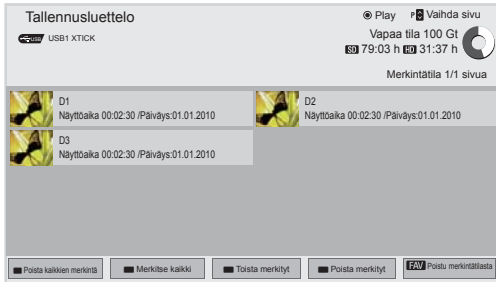 Tallennusluettelo
Play P Vaihda sivu
USB USB1 XTICK
Vapaa tila 100 Gt
SD 79:03 h HD 31:37 h
Merkintätila 1/1 sivua
D1
Näyttöaika 00:02:30 /Päiväys:01.01.2010
D2
Näyttöaika 00:02:30 /Päiväys:01.01.2010
D3
Näyttöaika 00:02:30 /Päiväys:01.01.2010
Poista kaikkien merkintä
Merkitse kaikki
Toista merkityt
Poista merkityt
FAV Poistu merkintätilasta